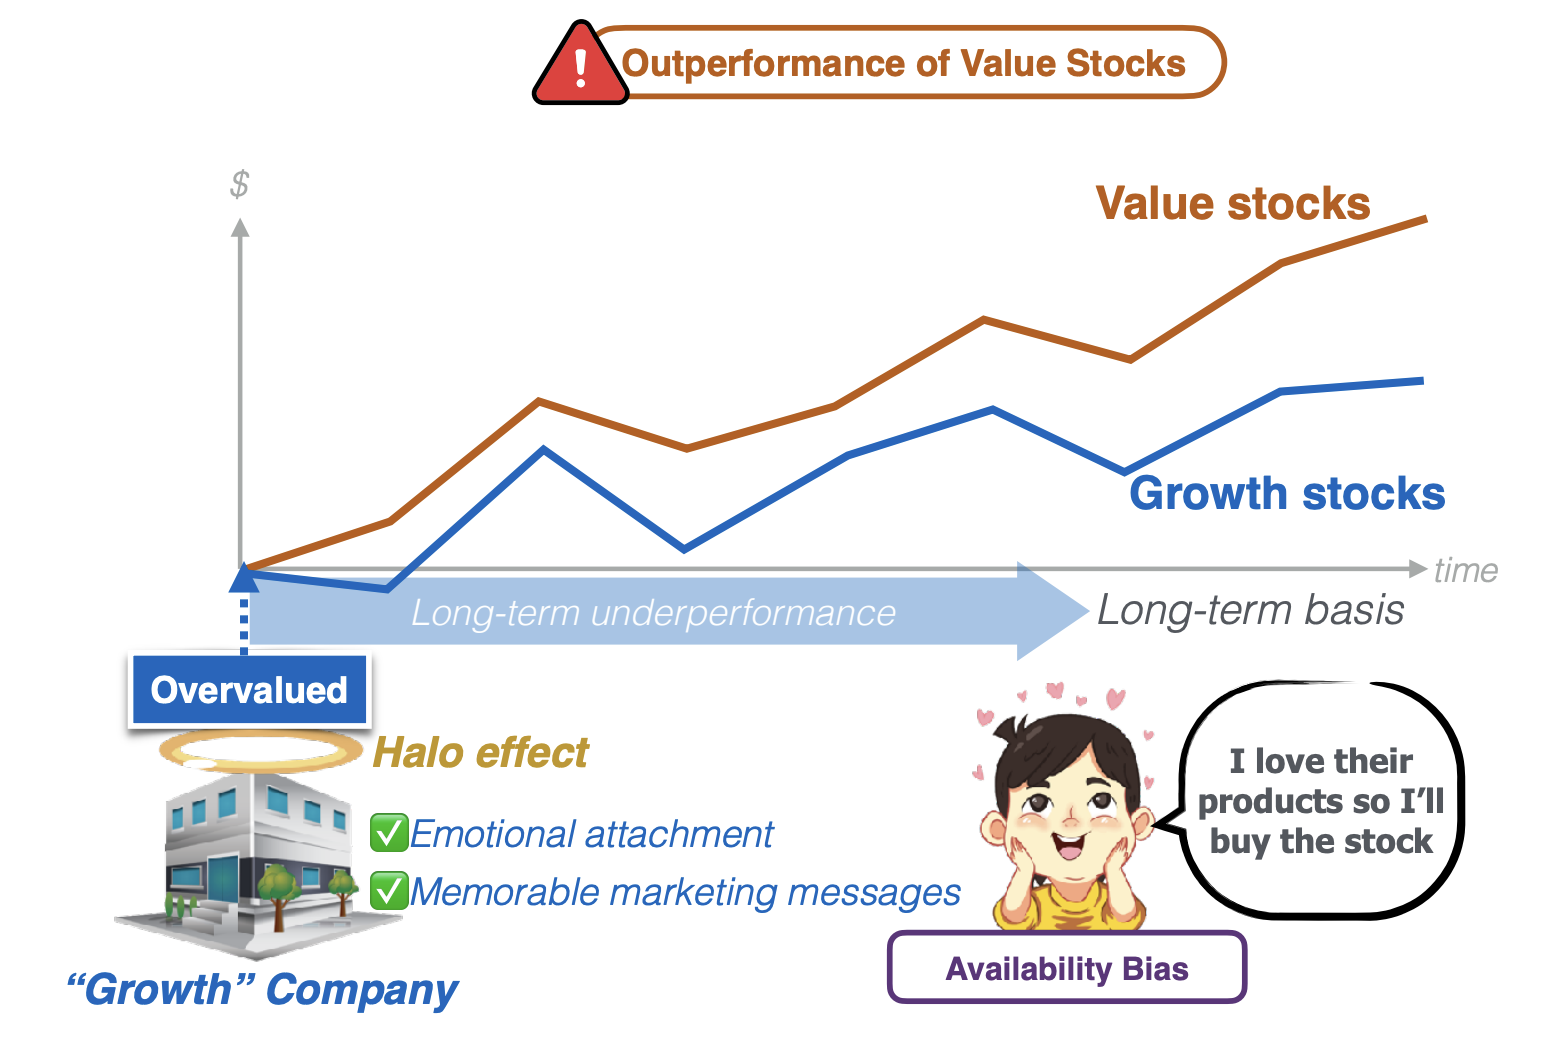 !
Outperformance of Value Stocks
$
Value stocks
Growth stocks
time
Long-term underperformance
Long-term basis
Overvalued
Halo effect
Emotional attachment
Memorable marketing messages
“Growth” Company
I love their
products so I’ll
buy the stock
Availability Bias